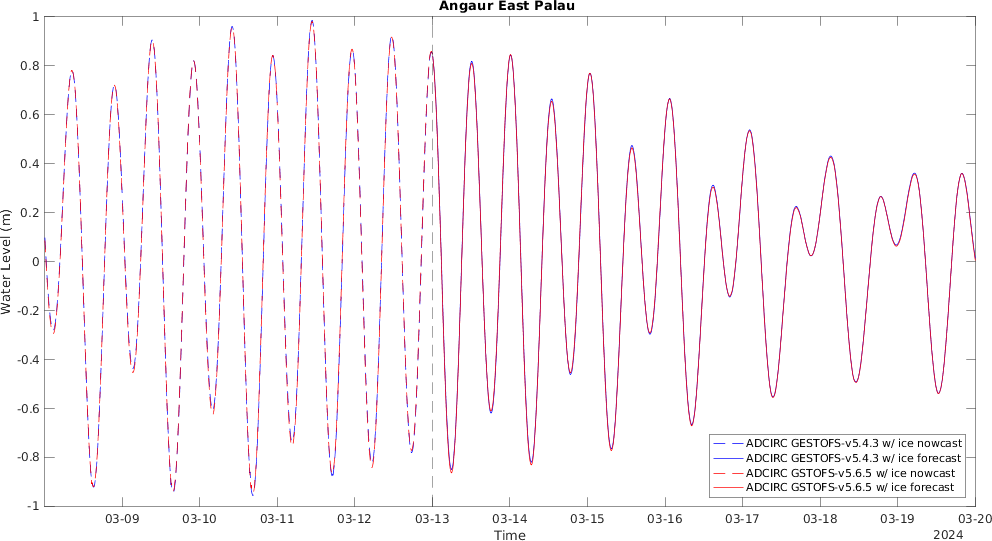 Angaur East Palau
1
0.8
0.6
0.4
0.2
0
-0.2
-0.4
-0.6
-0.8
-1
Water Level (m)
ADCIRC GESTOFS-v5.4.3 w/ ice nowcast
ADCIRC GESTOFS-v5.4.3 w/ ice forecast
ADCIRC GSTOFS-v5.6.5 w/ ice nowcast
ADCIRC GSTOFS-v5.6.5 w/ ice forecast
03-09 03-10 03-11 03-12 03-13 03-14 03-15 03-16 03-17 03-18 03-19 03-20
Time
2024